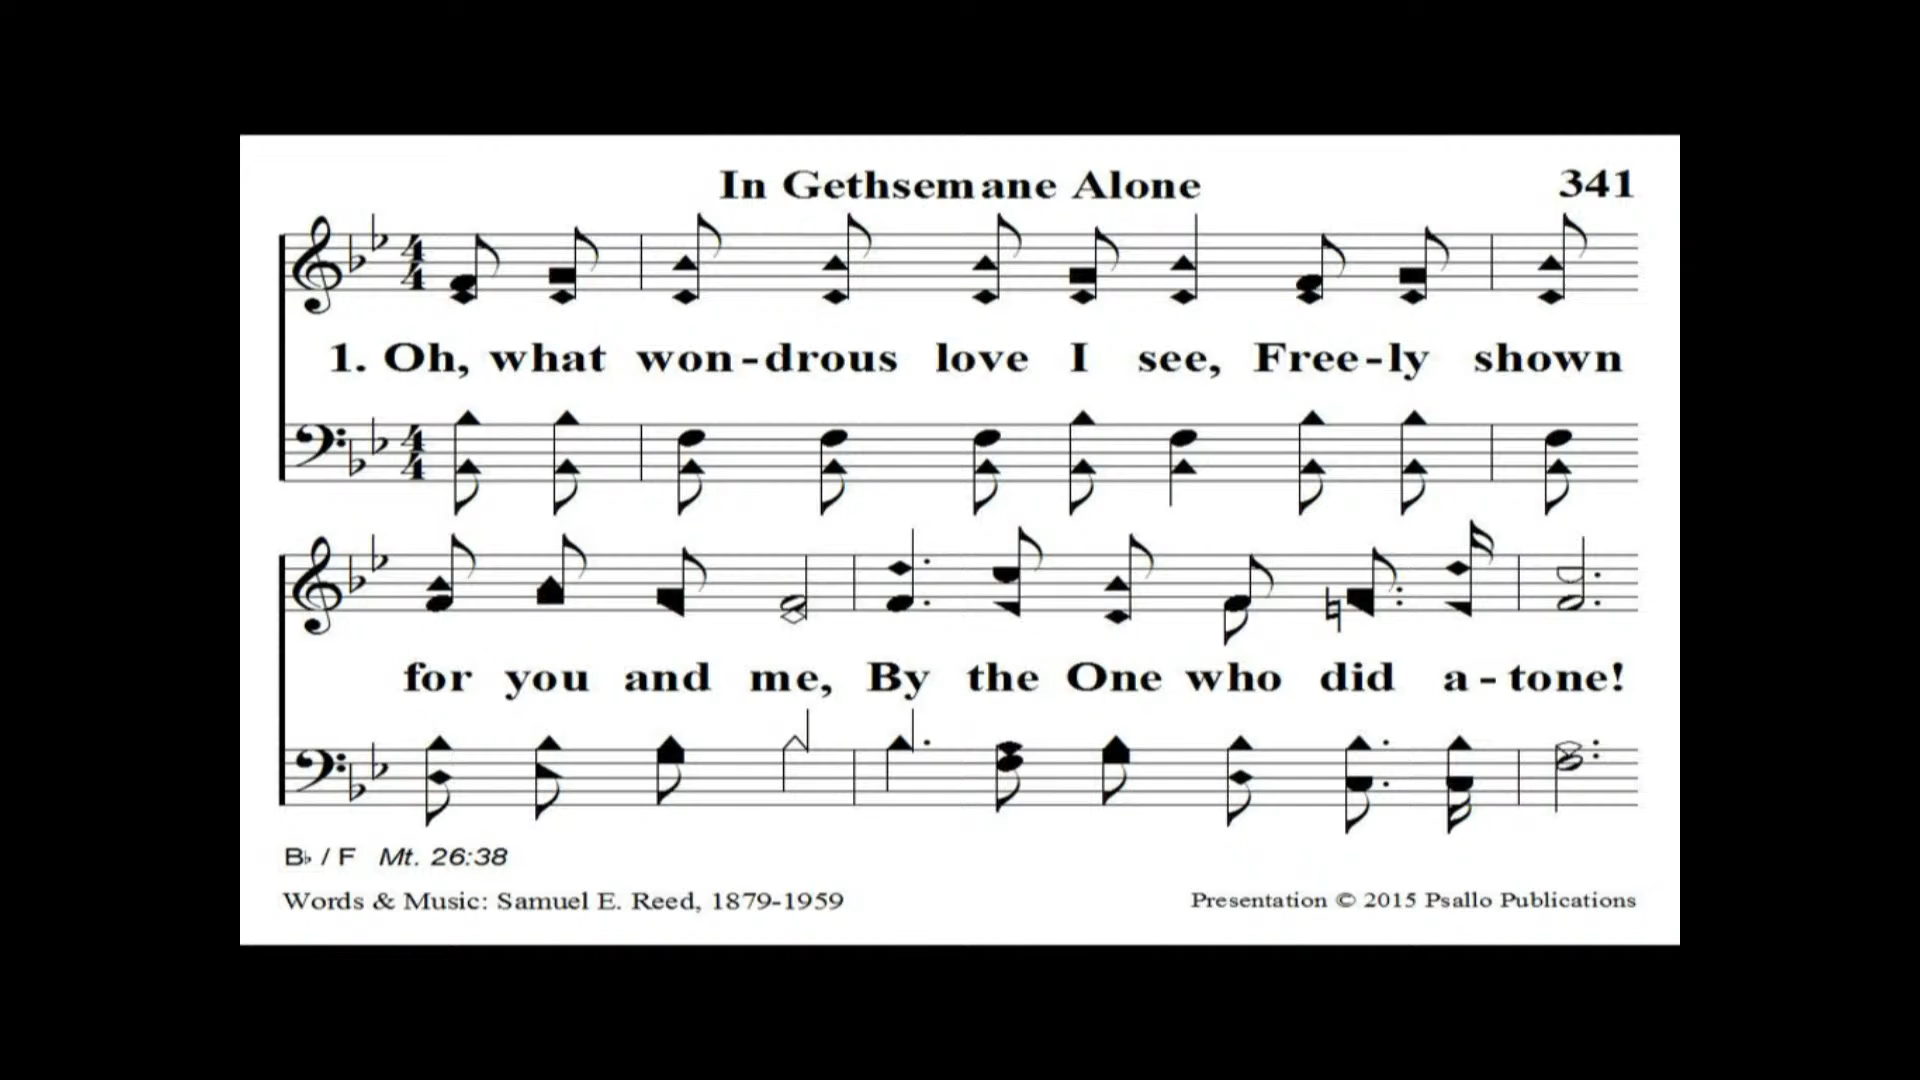 In Gethsemane Alone 341
1. Oh, what won-drous love I see, Free-ly shown
for you and me, By the One who did a-tone!
B♭ / F Mt. 26:38
Words & Music: Samuel E. Reed, 1879-1959 Presentation © 2015 Psallo Publications